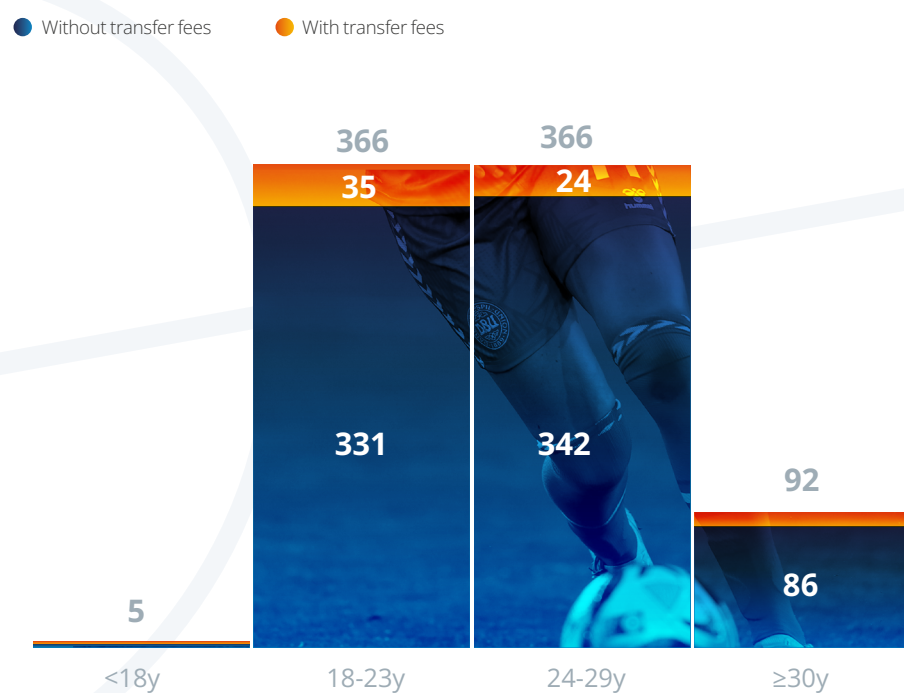 Without transfer fees
With transfer fees
366
366
35
24
331
342
92
86
5
<18y
18-23y
24-29y
≥30y